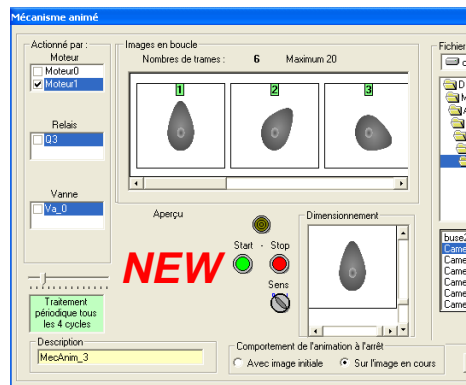 Mécanisme animé
Actionné par :
Moteur
Moteur0
Moteur1
Relais
Q3
Vanne
Va_0
Traitement
périodique tous
les 4 cycles
Description
MecAnim_3
Images en boucle
Nombres de trames : 6 Maximum 20
1 2 3
Aperçu
NEW
Start - Stop
Sens
Dimensionnement
Comportement de l'animation à l'arrêt
Avec image initiale Sur l'image en cours
Fichier
buse2
Came
Came
Came
Came
Came